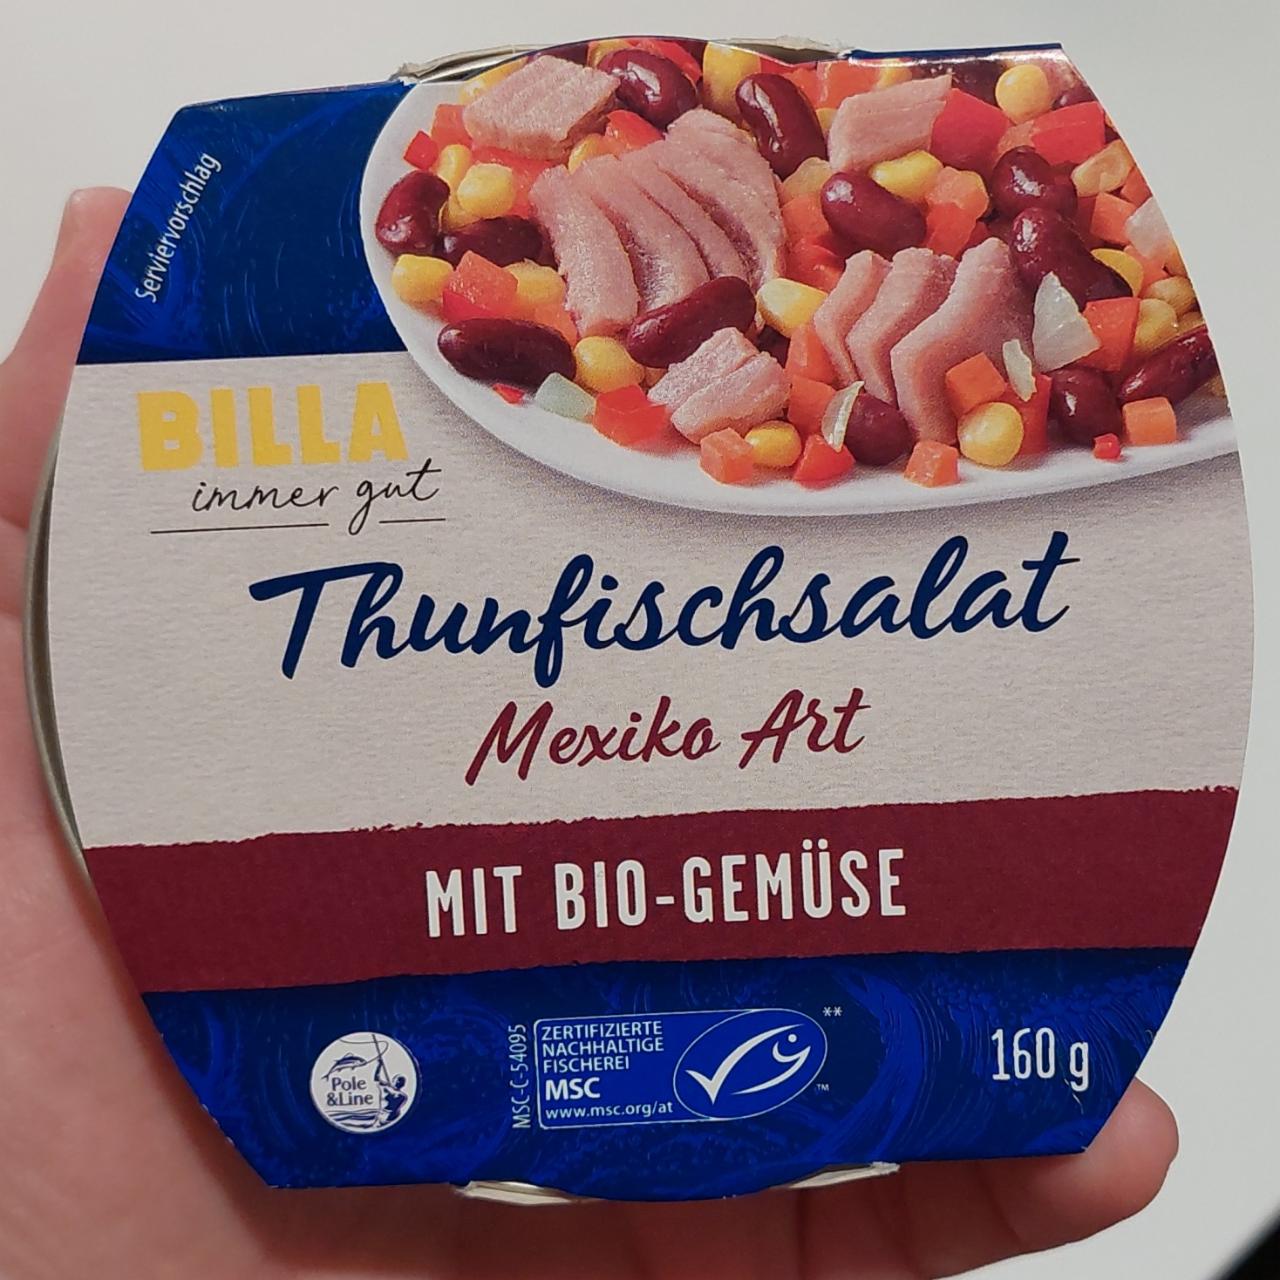 Serviervorschlag
BILLA
immer gut
Thunfischsalat
Mexiko Art
MIT BIO-GEMÜSE
Pole
&Line
MSC-C-54095
ZERTIFIZIERTE
NACHHALTIGE
FISCHEREI
MSC
www.msc.org/at
™
**
160 g